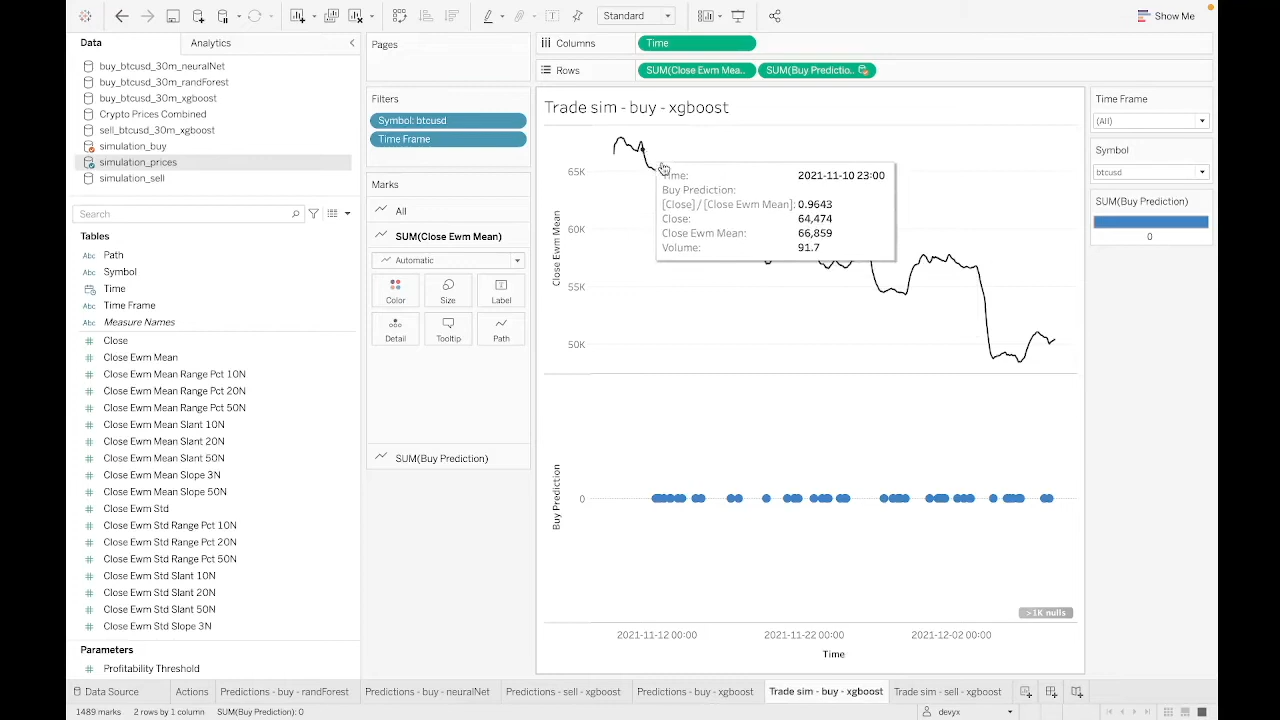 Standard
Show Me
Data
Analytics
buy_btcusd_30m_neuralNet
buy_btcusd_30m_randForest
buy_btcusd_30m_xgboost
Crypto Prices Combined
sell_btcusd_30m_xgboost
simulation_buy
simulation_prices
simulation_sell
Search
Tables
Abc Path
Abc Symbol
Time
Abc Time Frame
Abc Measure Names
# Close
# Close Ewm Mean
# Close Ewm Mean Range Pct 10N
# Close Ewm Mean Range Pct 20N
# Close Ewm Mean Range Pct 50N
# Close Ewm Mean Slant 10N
# Close Ewm Mean Slant 20N
# Close Ewm Mean Slant 50N
# Close Ewm Mean Slope 3N
# Close Ewm Mean Slope 50N
# Close Ewm Std
# Close Ewm Std Range Pct 10N
# Close Ewm Std Range Pct 20N
# Close Ewm Std Range Pct 50N
# Close Ewm Std Slant 10N
# Close Ewm Std Slant 20N
# Close Ewm Std Slant 50N
# Close Ewm Std Slope 3N
Parameters
# Profitability Threshold
Pages
Filters
Symbol: btcusd
Time Frame
Marks
All
SUM(Close Ewm Mean)
Automatic
Color Size Label
Detail Tooltip Path
SUM(Buy Prediction)
Columns Time
Rows SUM(Close Ewm Mea.. SUM(Buy Predictio..
Trade sim - buy - xgboost
Close Ewm Mean
65K
60K
55K
50K
Time: 2021-11-10 23:00
Buy Prediction:
[Close] / [Close Ewm Mean]: 0.9643
Close: 64,474
Close Ewm Mean: 66,859
Volume: 91.7
Buy Prediction
0
>1K nulls
2021-11-12 00:00 2021-11-22 00:00 2021-12-02 00:00
Time
Time Frame
(All)
Symbol
btcusd
SUM(Buy Prediction)
0
Data Source Actions Predictions - buy - randForest Predictions - buy - neuralNet Predictions - sell - xgboost Predictions - buy - xgboost Trade sim - buy - xgboost Trade sim - sell - xgboost
1489 marks 2 rows by 1 column SUM(Buy Prediction): 0 devyx